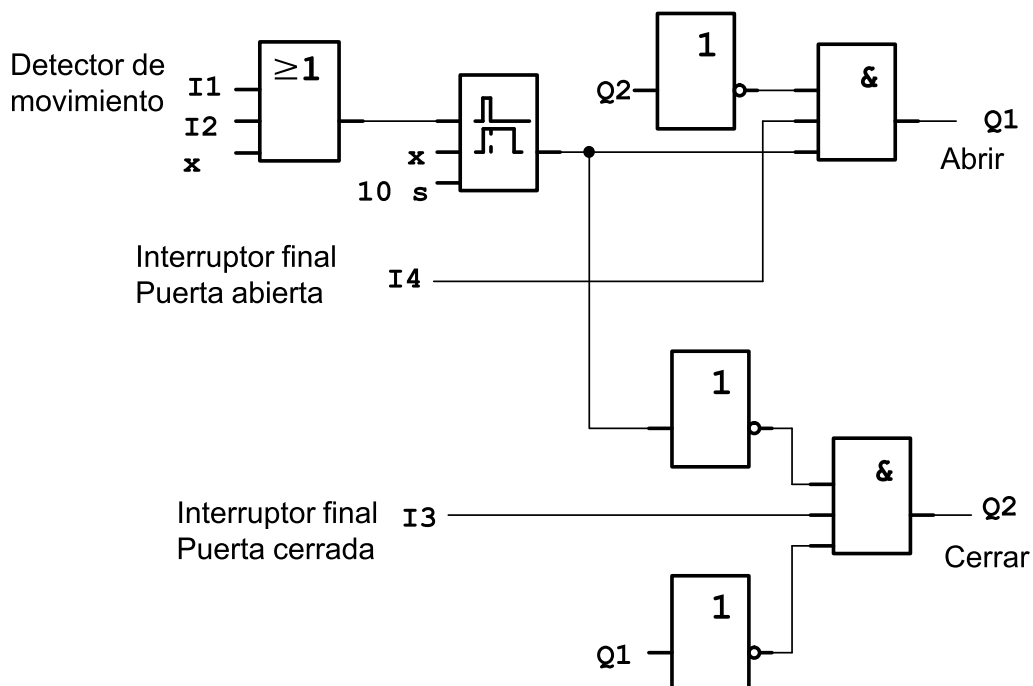 Detector de
movimiento
I1
I2
x
≥1
x
10 s
Q2
1
&
Q1
Abrir
Interruptor final
Puerta abierta
I4
1
&
Interruptor final
Puerta cerrada
I3
Q2
Cerrar
1
Q1